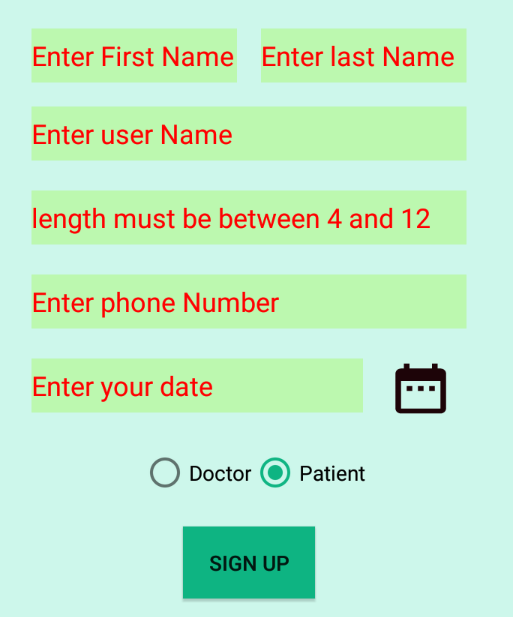 Enter First Name Enter last Name
Enter user Name
length must be between 4 and 12
Enter phone Number
Enter your date
Doctor Patient
SIGN UP